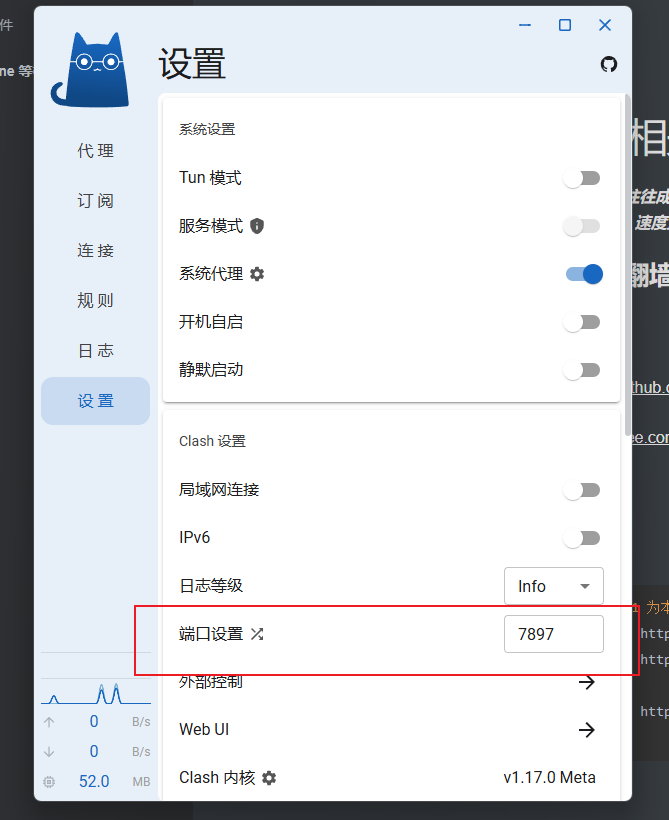 件
ne 等
设置
代 理
订 阅
连 接
规 则
日 志
设 置
0 B/s
0 B/s
52.0 MB
系统设置
Tun 模式
服务模式
系统代理
开机自启
静默启动
Clash 设置
局域网连接
IPv6
日志等级 Info
端口设置 7897
外部控制
Web UI
Clash 内核 v1.17.0 Meta
相
往往成
速度
翻墙
thub.c
ee.con
为本
http
http
http